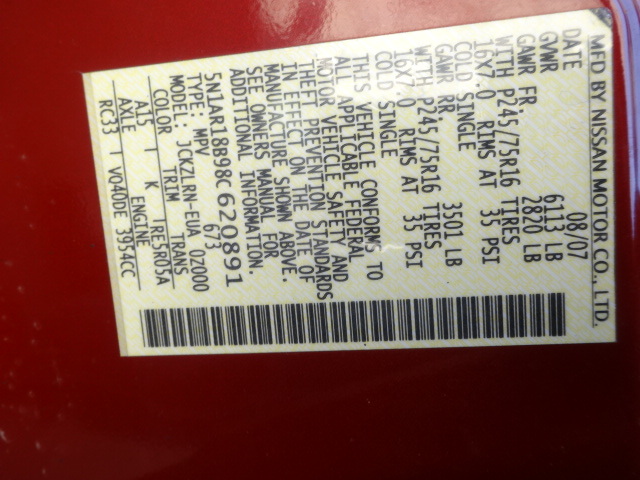 MFD BY NISSAN MOTOR CO., LTD.
DATE 08/07
GVWR 6113 LB
GAWR FR. 2820 LB
WITH P245/75R16 TIRES
16X7.0 RIMS AT 35 PSI
COLD SINGLE
GAWR RR. 3501 LB
WITH P245/75R16 TIRES
16X7.0 RIMS AT 35 PSI
COLD SINGLE
THIS VEHICLE CONFORMS TO
ALL APPLICABLE FEDERAL
MOTOR VEHICLE SAFETY AND
THEFT PREVENTION STANDARDS
IN EFFECT ON THE DATE OF
MANUFACTURE SHOWN ABOVE.
SEE OWNERS MANUAL FOR
ADDITIONAL INFORMATION.
5N1AR18B98C620891
TYPE: MPV 673
MODEL: JCKZLRN-EUA 02000
COLOR TRIM TRANS
A15 K RE5R05A
AXLE ENGINE
RC33 VQ40DE 3954CC